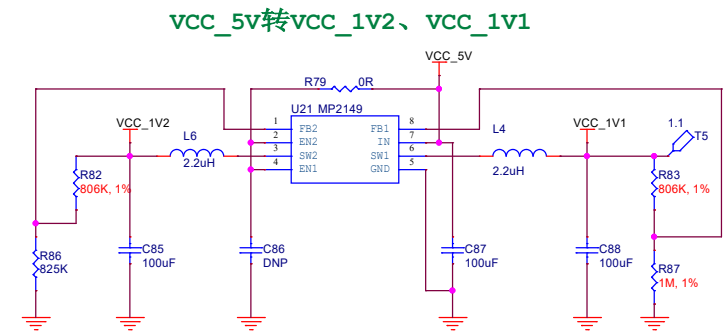 VCC_5V转VCC_1V2、VCC_1V1
VCC_5V
R79 0R
U21 MP2149
VCC_1V2
L6
2.2uH
1 FB2
2 EN2
3 SW2
4 EN1
FB1 8
IN 7
SW1 6
GND 5
L4
2.2uH
VCC_1V1
1.1
T5
R82
806K, 1%
R83
806K, 1%
R86
825K
C85
100uF
C86
DNP
C87
100uF
C88
100uF
R87
1M, 1%